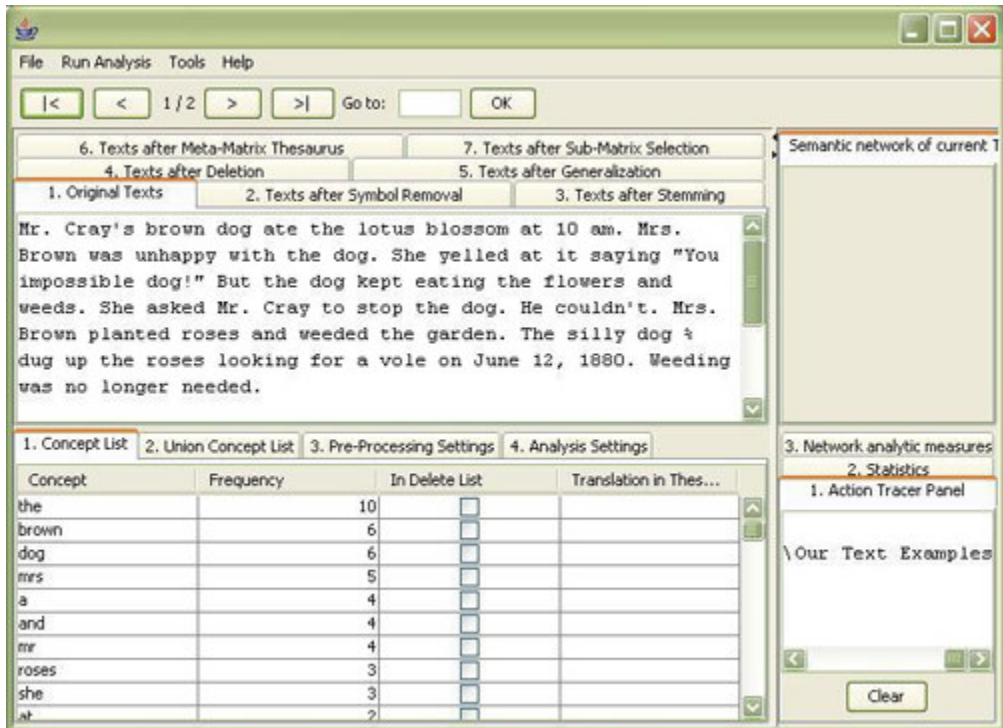 File Run Analysis Tools Help
|< < 1 / 2 > >| Go to: OK
6. Texts after Meta-Matrix Thesaurus 7. Texts after Sub-Matrix Selection
4. Texts after Deletion 5. Texts after Generalization
1. Original Texts 2. Texts after Symbol Removal 3. Texts after Stemming
Mr. Cray's brown dog ate the lotus blossom at 10 am. Mrs.
Brown was unhappy with the dog. She yelled at it saying "You
impossible dog!" But the dog kept eating the flowers and
weeds. She asked Mr. Cray to stop the dog. He couldn't. Mrs.
Brown planted roses and weeded the garden. The silly dog %
dug up the roses looking for a vole on June 12, 1880. Weeding
was no longer needed.
Semantic network of current T
1. Concept List 2. Union Concept List 3. Pre-Processing Settings 4. Analysis Settings
Concept Frequency In Delete List Translation in Thes...
the 10
brown 6
dog 6
mrs 5
a 4
and 4
mr 4
roses 3
she 3
at 2
3. Network analytic measures
2. Statistics
1. Action Tracer Panel
\Our Text Examples
Clear